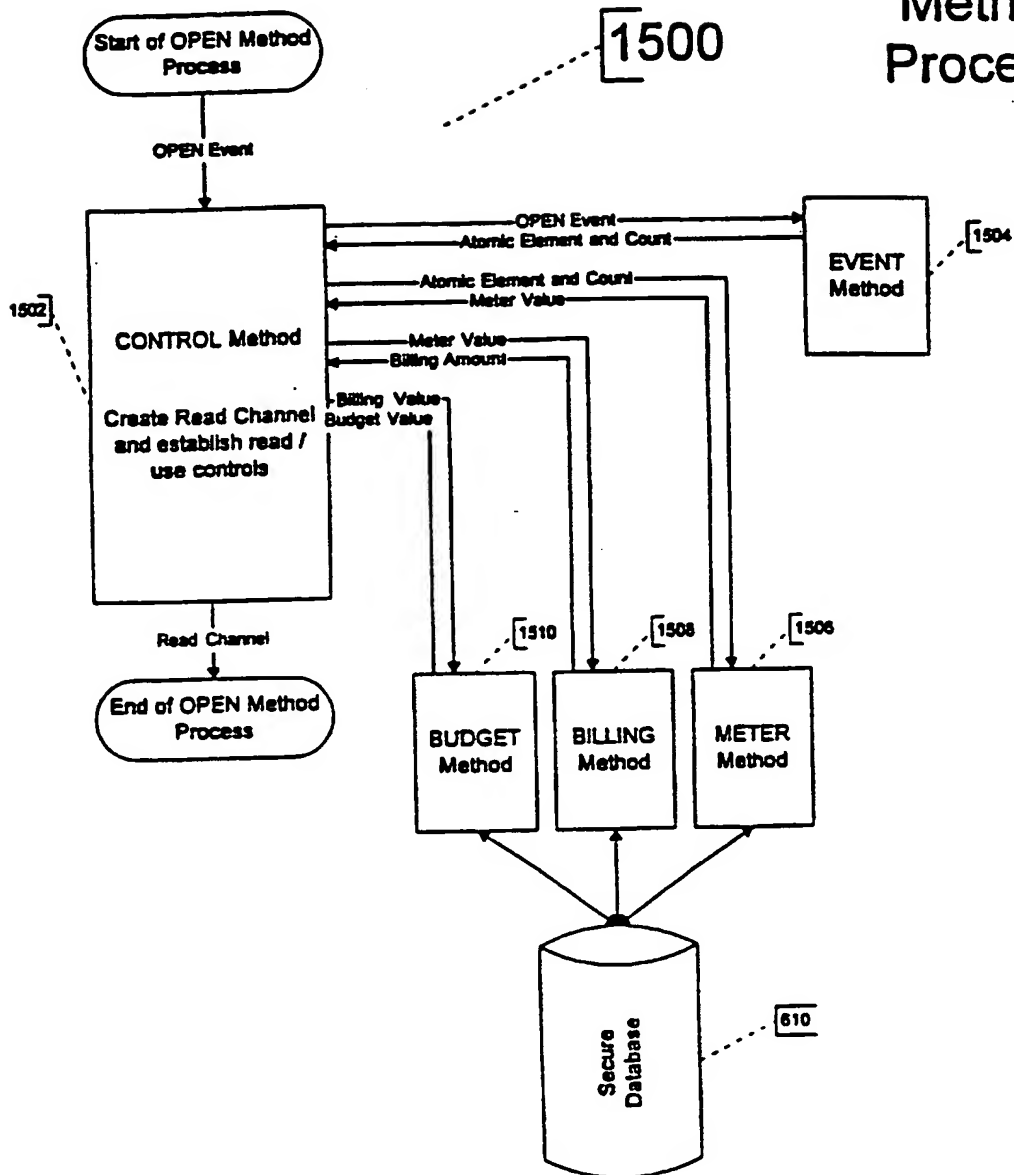 Start of OPEN Method
Process
1500
OPEN Event
OPEN Event
Atomic Element and Count
EVENT
Method
1504
Atomic Element and Count
Meter Value
1502
CONTROL Method
Meter Value
Billing Amount
Create Read Channel
and establish read /
use controls
Billing Value
Budget Value
Read Channel
End of OPEN Method
Process
1510
1508
1506
BUDGET
Method
BILLING
Method
METER
Method
Secure
Database
610